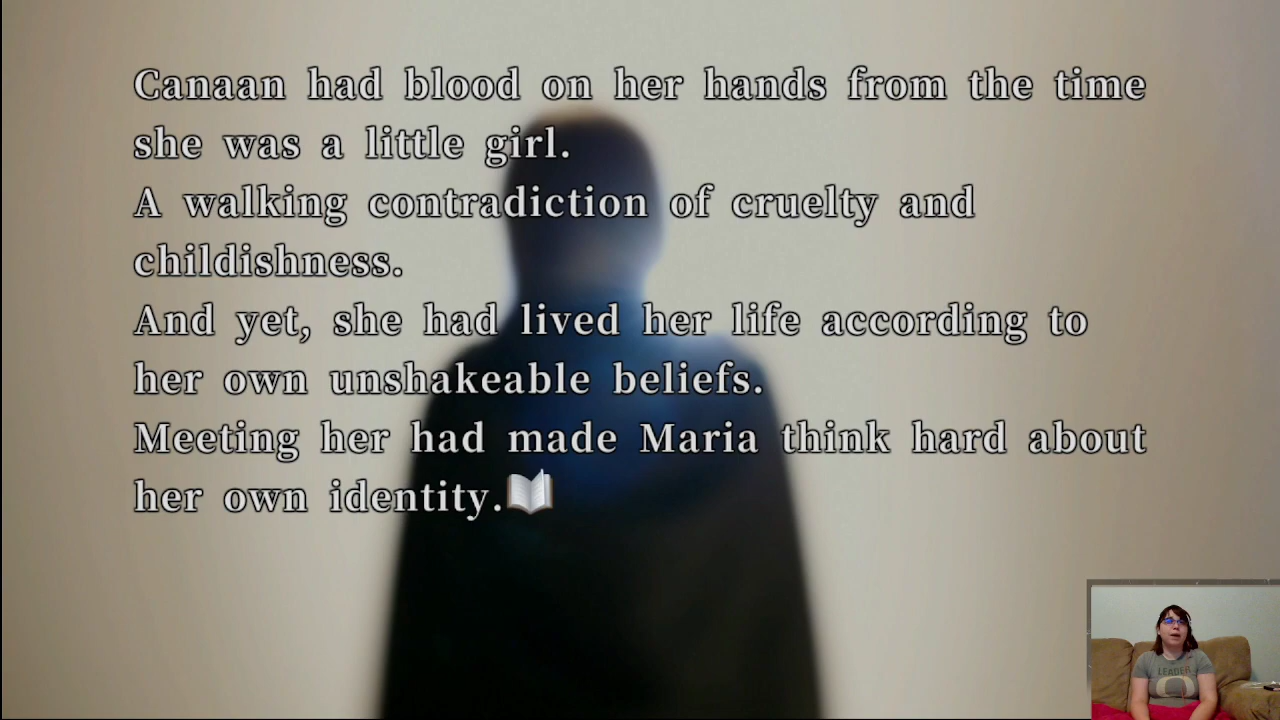 Canaan had blood on her hands from the time
she was a little girl.
A walking contradiction of cruelty and
childishness.
And yet, she had lived her life according to
her own unshakeable beliefs.
Meeting her had made Maria think hard about
her own identity.
LEADER